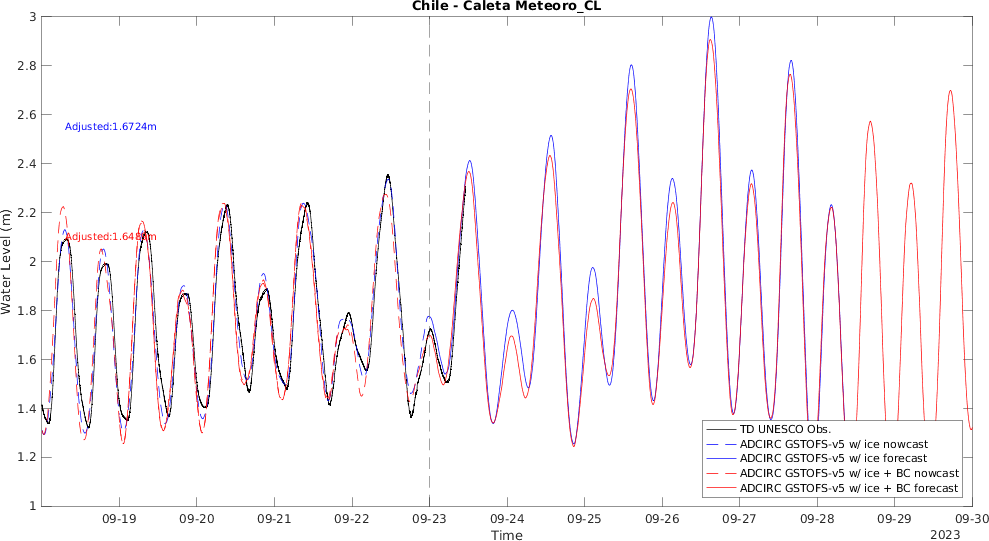 Chile - Caleta Meteoro_CL
3
2.8
2.6
2.4
2.2
2
1.8
1.6
1.4
1.2
1
Water Level (m)
Adjusted:1.6724m
TD UNESCO Obs.
ADCIRC GSTOFS-v5 w/ ice nowcast
ADCIRC GSTOFS-v5 w/ ice forecast
ADCIRC GSTOFS-v5 w/ ice + BC nowcast
ADCIRC GSTOFS-v5 w/ ice + BC forecast
09-19 09-20 09-21 09-22 09-23 09-24 09-25 09-26 09-27 09-28 09-29 09-30
Time
2023